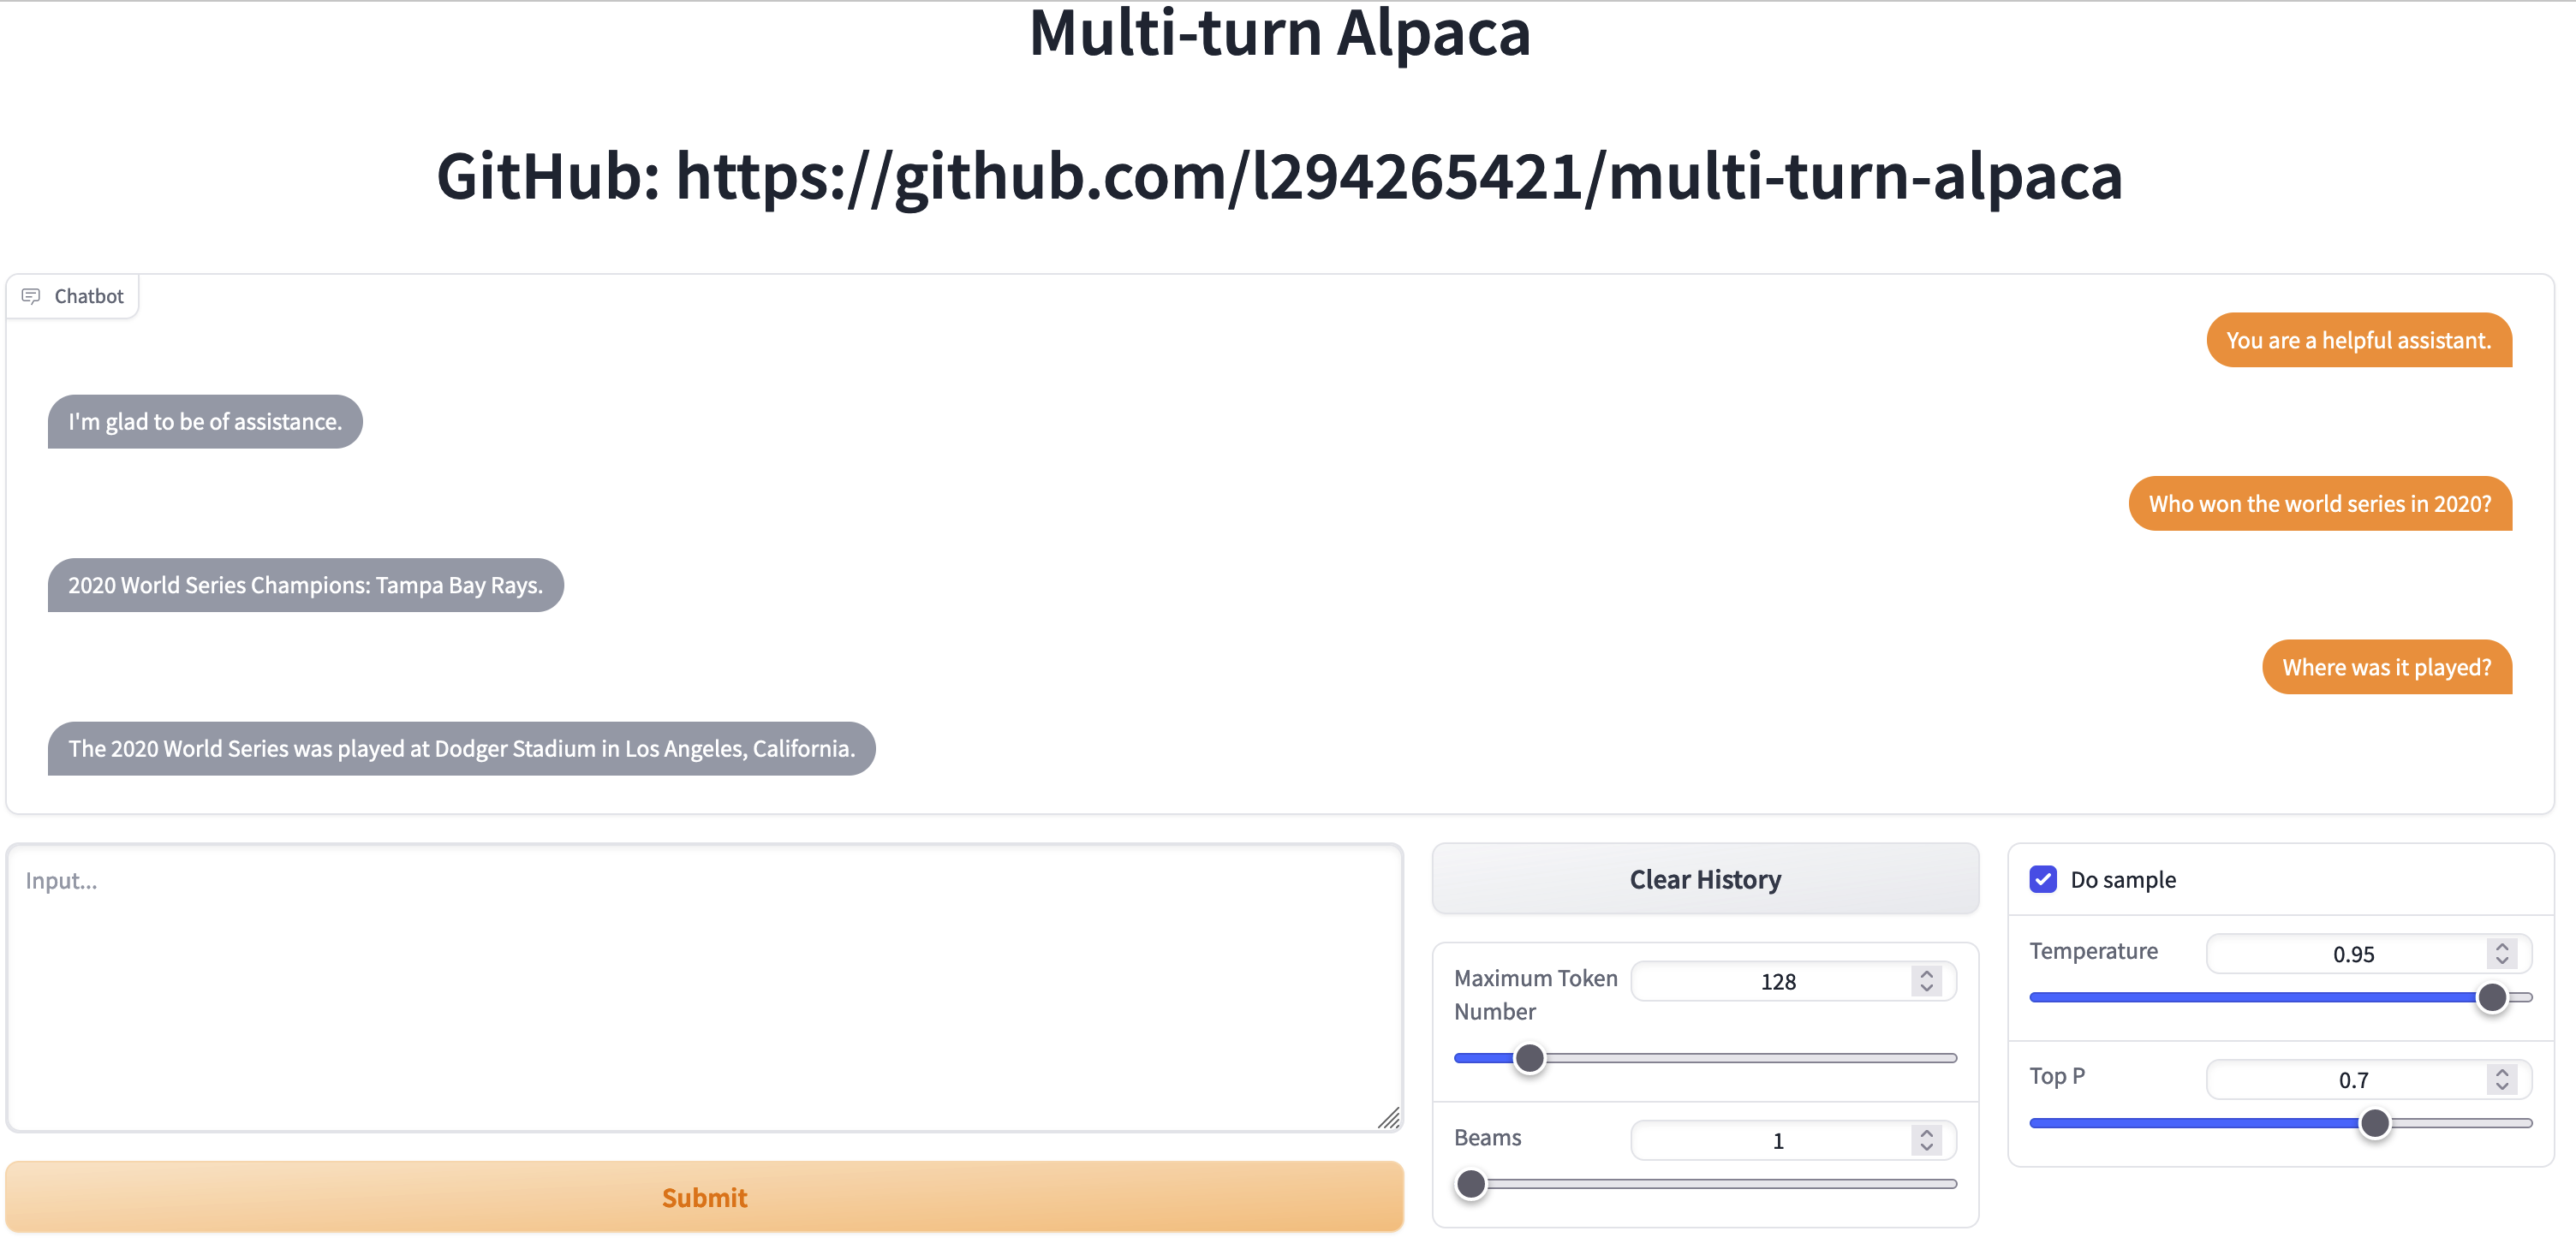 Multi-turn Alpaca
GitHub: https://github.com/l294265421/multi-turn-alpaca
Chatbot
You are a helpful assistant.
I'm glad to be of assistance.
Who won the world series in 2020?
2020 World Series Champions: Tampa Bay Rays.
Where was it played?
The 2020 World Series was played at Dodger Stadium in Los Angeles, California.
Input...
Submit
Clear History
Maximum Token
Number
128
Beams
1
Do sample
Temperature
0.95
Top P
0.7